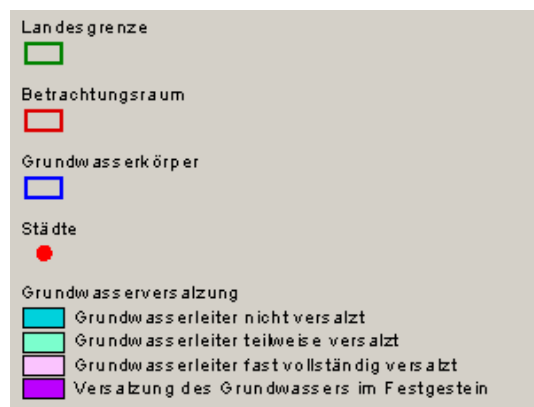 Landesgrenze
Betrachtungsraum
Grundwasserkörper
Städte
Grundwasserversalzung
Grundwasserleiter nicht versalzt
Grundwasserleiter teilweise versalzt
Grundwasserleiter fast vollständig versalzt
Versalzung des Grundwassers im Festgestein